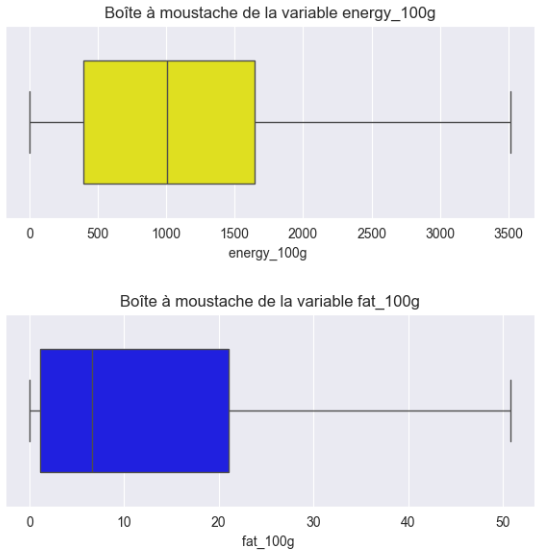 Boîte à moustache de la variable energy_100g
0 500 1000 1500 2000 2500 3000 3500
energy_100g
Boîte à moustache de la variable fat_100g
0 10 20 30 40 50
fat_100g